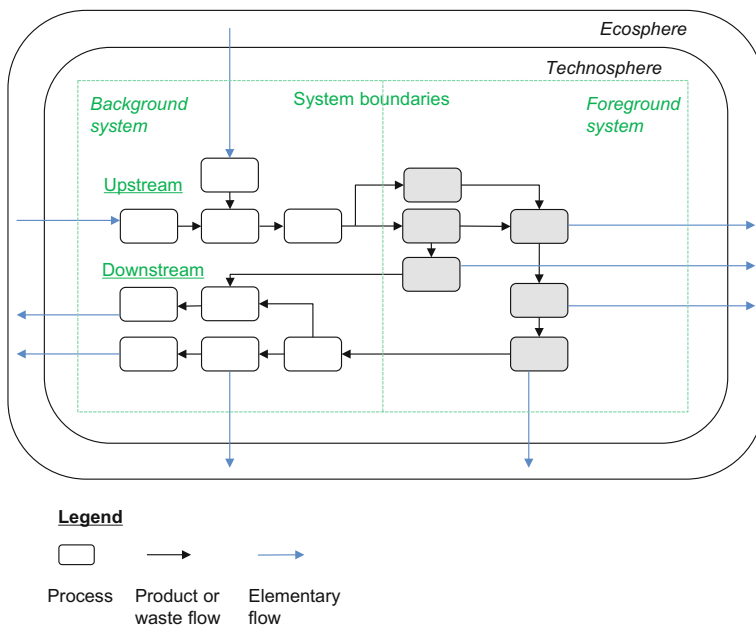 Ecosphere
Technosphere
Background
system
System boundaries
Foreground
system
Upstream
Downstream
Legend
Process
Product or
waste flow
Elementary
flow